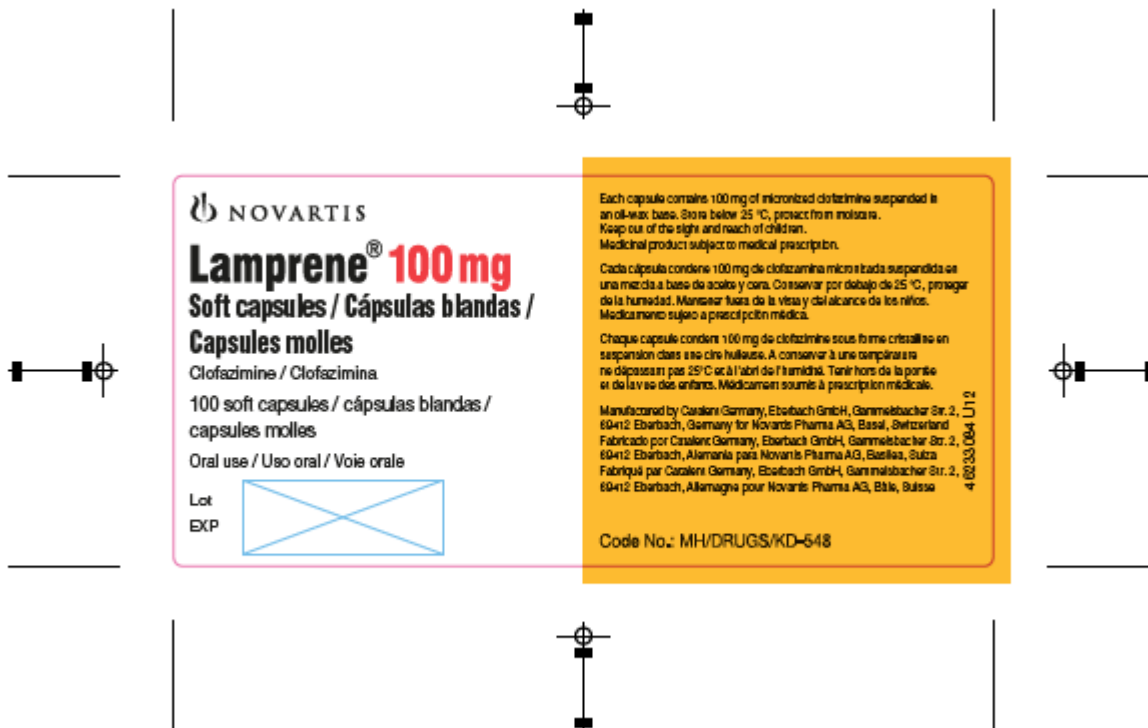 NOVARTIS
Lamprene® 100 mg
Soft capsules / Cápsulas blandas /
Capsules molles
Clofazimine / Clofazimina
100 soft capsules / cápsulas blandas /
capsules molles
Oral use / Uso oral / Voie orale
Lot
EXP
Each capsule contains 100 mg of micronized clofazimine suspended in
an oil-wax base. Store below 25 °C, protect from moisture.
Keep out of the sight and reach of children.
Medicinal product subject to medical prescription.
Cada cápsula contiene 100 mg de clofazamina micronizada suspendida en
una mezcla a base de aceite y cera. Conservar por debajo de 25 °C, proteger
de la humedad. Mantener fuera de la vista y del alcance de los niños.
Medicamento sujeto a prescripción médica.
Chaque capsule contient 100 mg de clofazimine sous forme cristalline en
suspension dans une cire huileuse. A conserver à une température
ne dépassant pas 25°C et à l'abri de l'humidité. Tenir hors de la portée
et de la vue des enfants. Médicament soumis à prescription médicale.
Manufactured by Catalent Germany, Eberbach GmbH, Gammelsbacher Str. 2,
69412 Eberbach, Germany for Novartis Pharma AG, Basel, Switzerland
Fabricado por Catalent Germany, Eberbach GmbH, Gammelsbacher Str. 2,
69412 Eberbach, Alemania para Novartis Pharma AG, Basilea, Suiza
Fabriqué par Catalent Germany, Eberbach GmbH, Gammelsbacher Str. 2,
69412 Eberbach, Allemagne pour Novartis Pharma AG, Bâle, Suisse
46233084 U12
Code No.: MH/DRUGS/KD-548